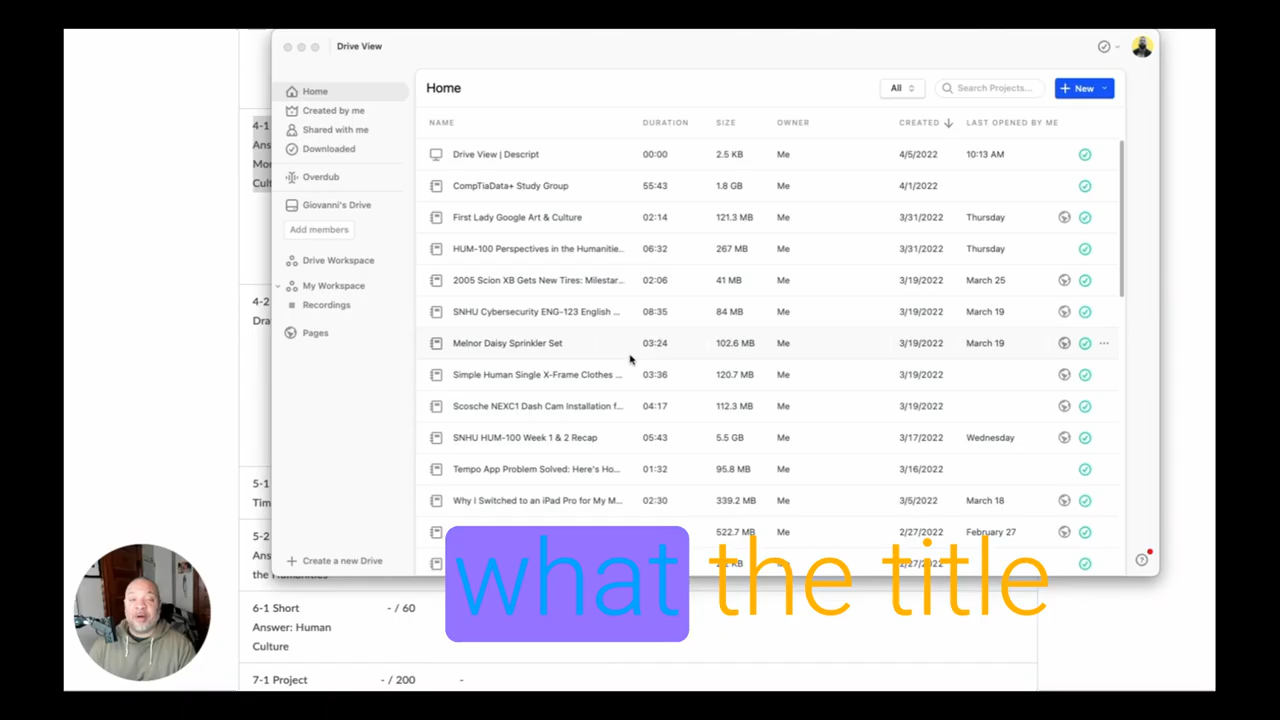 Drive View
Home
Created by me
Shared with me
Downloaded
Overdub
Giovanni's Drive
Add members
Drive Workspace
My Workspace
Recordings
Pages
Create a new Drive
Home
All
Search Projects...
+ New
NAME DURATION SIZE OWNER CREATED LAST OPENED BY ME
Drive View | Descript 00:00 2.5 KB Me 4/5/2022 10:13 AM
CompTiaData+ Study Group 55:43 1.8 GB Me 4/1/2022
First Lady Google Art & Culture 02:14 121.3 MB Me 3/31/2022 Thursday
HUM-100 Perspectives in the Humanitie... 06:32 267 MB Me 3/31/2022 Thursday
2005 Scion XB Gets New Tires: Milestar... 02:06 41 MB Me 3/19/2022 March 25
SNHU Cybersecurity ENG-123 English ... 08:35 84 MB Me 3/19/2022 March 19
Melnor Daisy Sprinkler Set 03:24 102.6 MB Me 3/19/2022 March 19
Simple Human Single X-Frame Clothes ... 03:36 120.7 MB Me 3/19/2022
Scosche NEXC1 Dash Cam Installation f... 04:17 112.3 MB Me 3/19/2022
SNHU HUM-100 Week 1 & 2 Recap 05:43 5.5 GB Me 3/17/2022 Wednesday
Tempo App Problem Solved: Here's Ho... 01:32 95.8 MB Me 3/16/2022
Why I Switched to an iPad Pro for My M... 02:30 339.2 MB Me 3/5/2022 March 18
522.7 MB Me 2/27/2022 February 27
what the title
4-1
Ans
Mor
Cult
4-2
Dra
5-1
Tim
5-2
Ans
the Humanities
6-1 Short - / 60
Answer: Human
Culture
7-1 Project - / 200 -